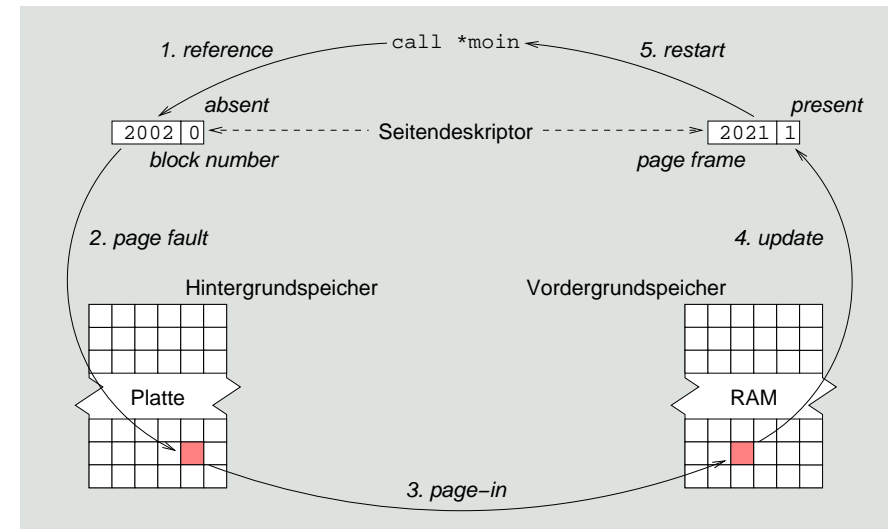 call *moin
1. reference
5. restart
absent
present
2002 0
Seitendeskriptor
2021 1
block number
page frame
2. page fault
4. update
Hintergrundspeicher
Vordergrundspeicher
Platte
RAM
3. page−in